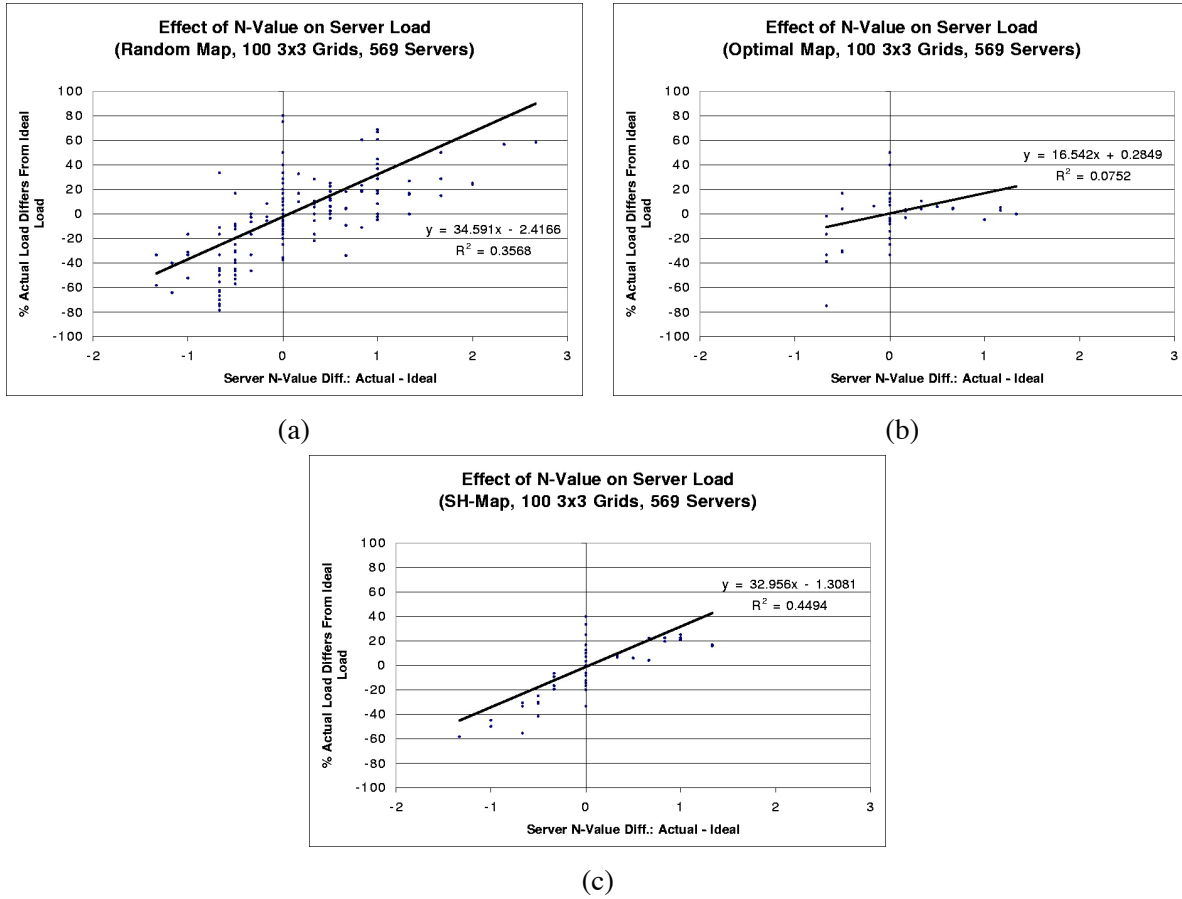 Effect of N-Value on Server Load
(Random Map, 100 3x3 Grids, 569 Servers)
% Actual Load Differs From Ideal
Load
100
80
60
40
20
0
-20
-40
-60
-80
-100
y = 34.591x - 2.4166
R² = 0.3568
-2
-1
0
1
2
3
Server N-Value Diff.: Actual - Ideal
(a)
Effect of N-Value on Server Load
(Optimal Map, 100 3x3 Grids, 569 Servers)
% Actual Load Differs From Ideal
Load
100
80
60
40
20
0
-20
-40
-60
-80
-100
y = 16.542x + 0.2849
R² = 0.0752
-2
-1
0
1
2
3
Server N-Value Diff.: Actual - Ideal
(b)
Effect of N-Value on Server Load
(SH-Map, 100 3x3 Grids, 569 Servers)
% Actual Load Differs From Ideal
Load
100
80
60
40
20
0
-20
-40
-60
-80
-100
y = 32.956x - 1.3081
R² = 0.4494
-2
-1
0
1
2
3
Server N-Value Diff.: Actual - Ideal
(c)